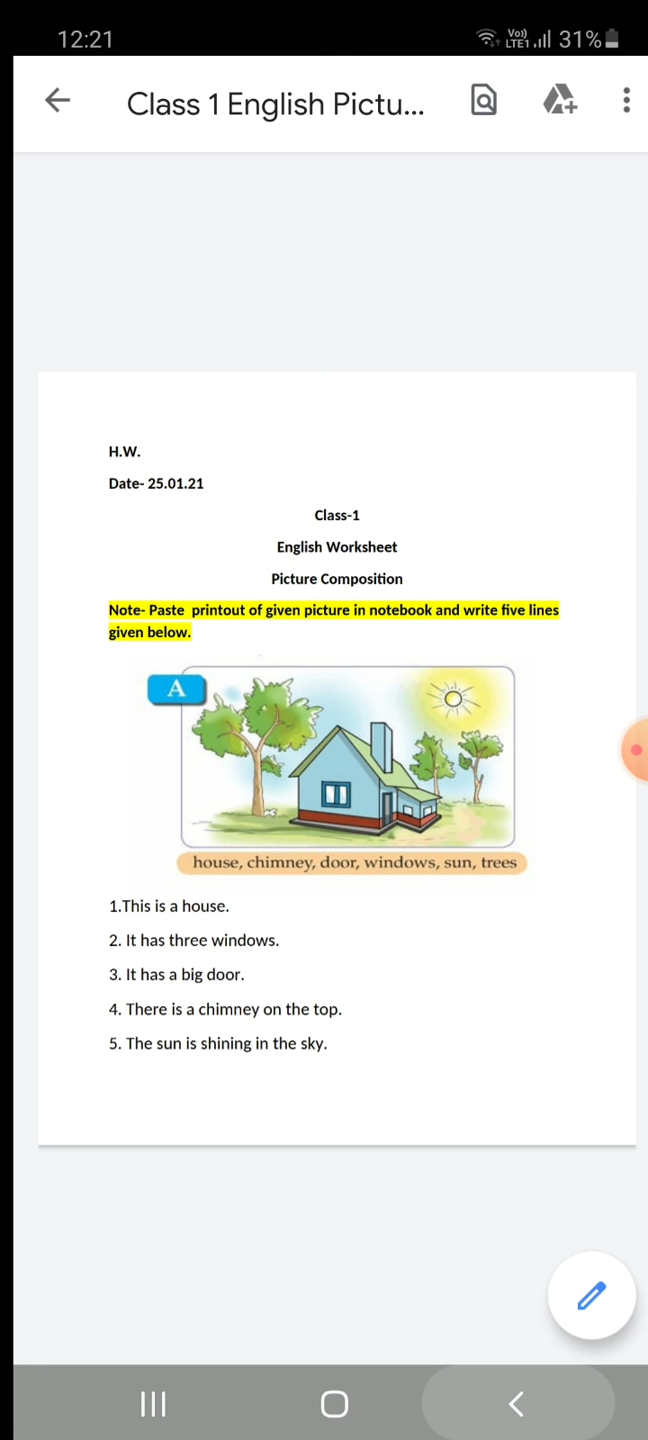 12:21
Vo)) LTE1 31%
Class 1 English Pictu...
H.W.
Date- 25.01.21
Class-1
English Worksheet
Picture Composition
Note- Paste  printout of given picture in notebook and write five lines
given below.
A
house, chimney, door, windows, sun, trees
1.This is a house.
2. It has three windows.
3. It has a big door.
4. There is a chimney on the top.
5. The sun is shining in the sky.